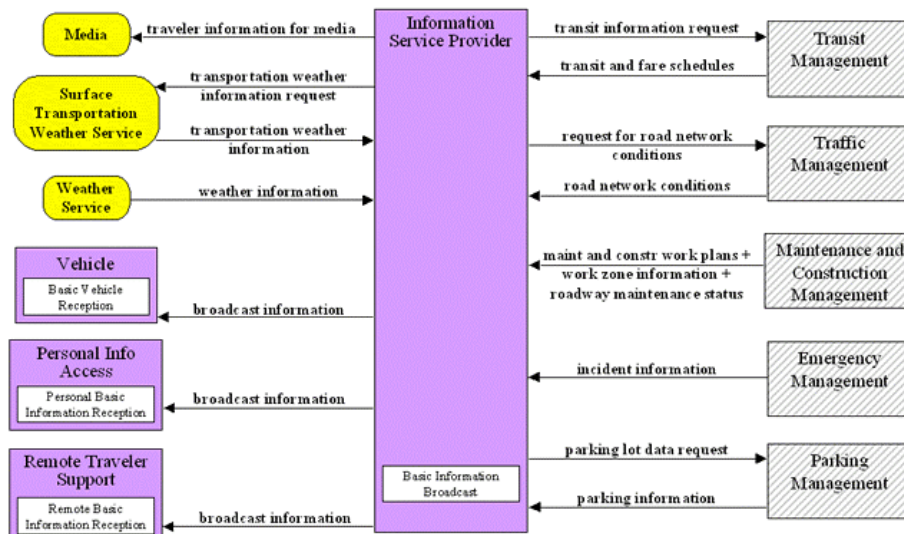 Media
traveler information for media
Information
Service Provider
transit information request
Transit
Management
transit and fare schedules
Surface
Transportation
Weather Service
transportation weather
information request
transportation weather
information
request for road network
conditions
Traffic
Management
road network conditions
Weather
Service
weather information
Vehicle
Basic Vehicle
Reception
broadcast information
maint and constr work plans +
work zone information +
roadway maintenance status
Maintenance and
Construction
Management
Personal Info
Access
Personal Basic
Information Reception
broadcast information
incident information
Emergency
Management
Remote Traveler
Support
Remote Basic
Information Reception
broadcast information
Basic Information
Broadcast
parking lot data request
Parking
Management
parking information